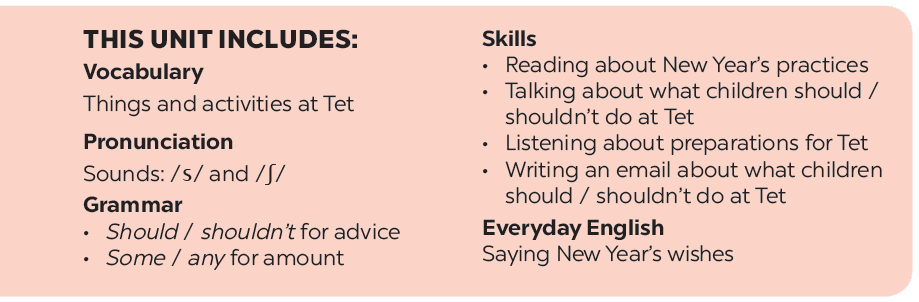 THIS UNIT INCLUDES:
Vocabulary
Things and activities at Tet
Pronunciation
Sounds: /s/ and /ʃ/
Grammar
• Should / shouldn't for advice
• Some / any for amount
Skills
• Reading about New Year's practices
• Talking about what children should /
shouldn't do at Tet
• Listening about preparations for Tet
• Writing an email about what children
should / shouldn't do at Tet
Everyday English
Saying New Year's wishes